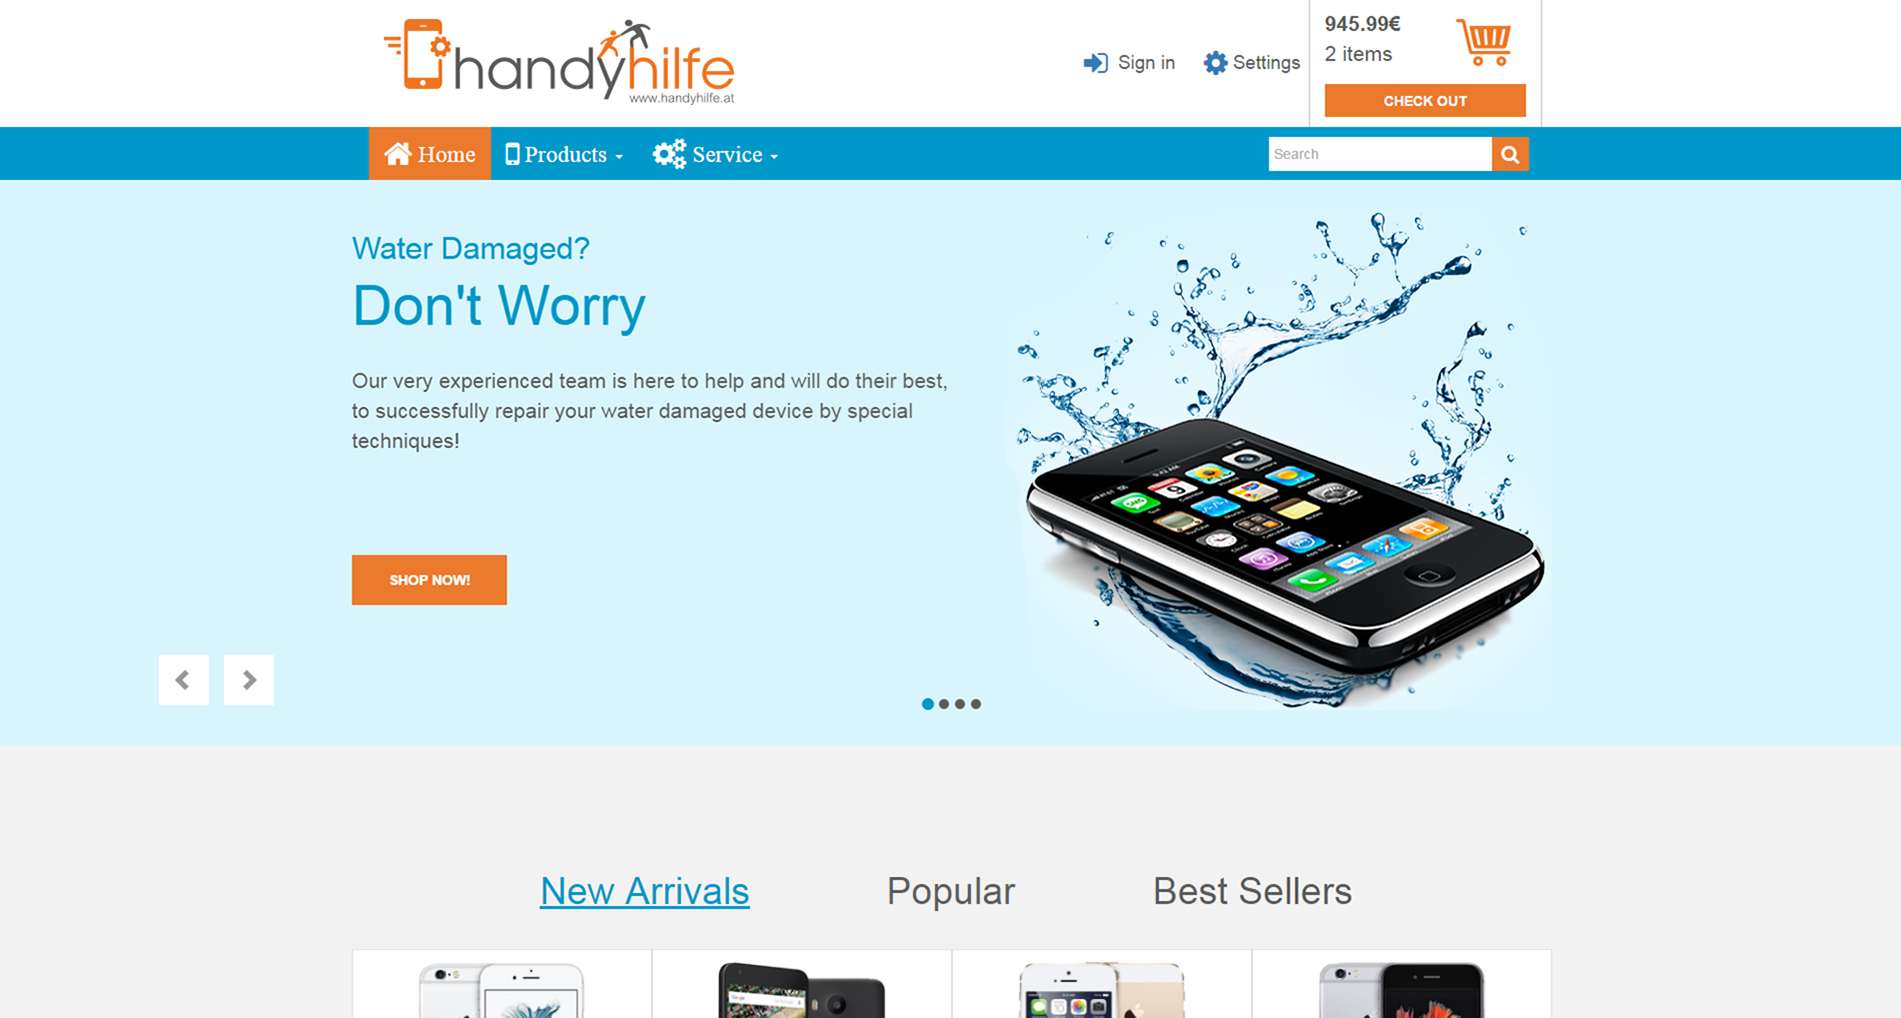 handyhilfe
www.handyhilfe.at
Sign in
Settings
945.99€
2 items
CHECK OUT
Home
Products
Service
Search
Water Damaged?
Don't Worry
Our very experienced team is here to help and will do their best,
to successfully repair your water damaged device by special
techniques!
SHOP NOW!
New Arrivals
Popular
Best Sellers